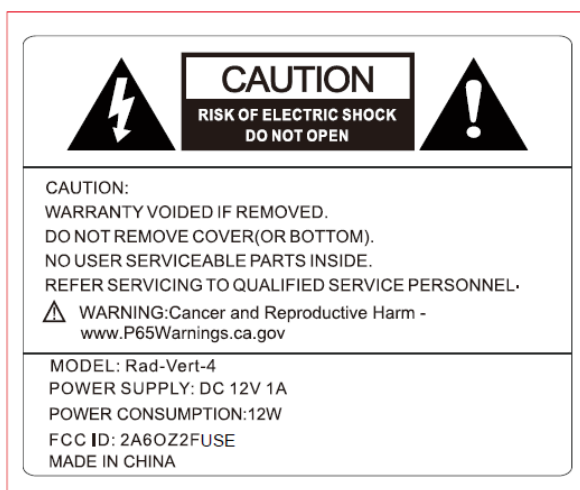 CAUTION
RISK OF ELECTRIC SHOCK
DO NOT OPEN
CAUTION:
WARRANTY VOIDED IF REMOVED.
DO NOT REMOVE COVER(OR BOTTOM).
NO USER SERVICEABLE PARTS INSIDE.
REFER SERVICING TO QUALIFIED SERVICE PERSONNEL.
WARNING:Cancer and Reproductive Harm -
www.P65Warnings.ca.gov
MODEL: Rad-Vert-4
POWER SUPPLY: DC 12V 1A
POWER CONSUMPTION:12W
FCC ID: 2A6OZ2FUSE
MADE IN CHINA